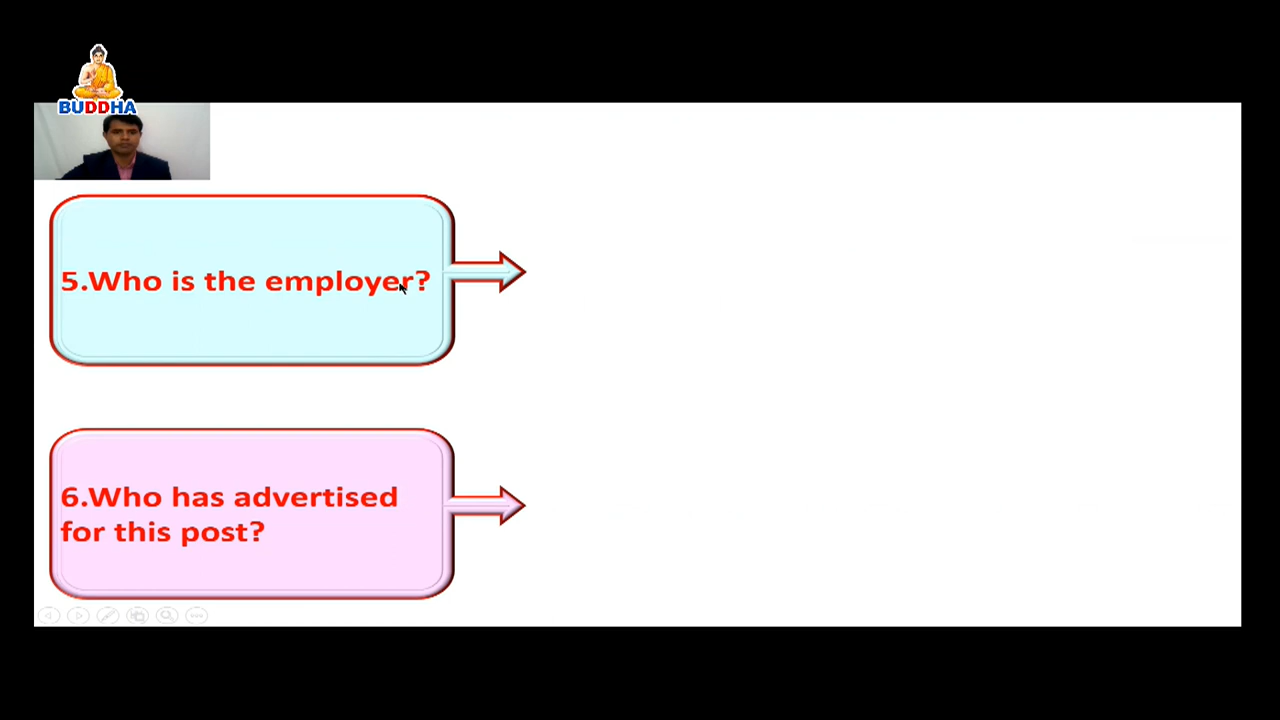 BUDDHA
5.Who is the employer?
6.Who has advertised
for this post?